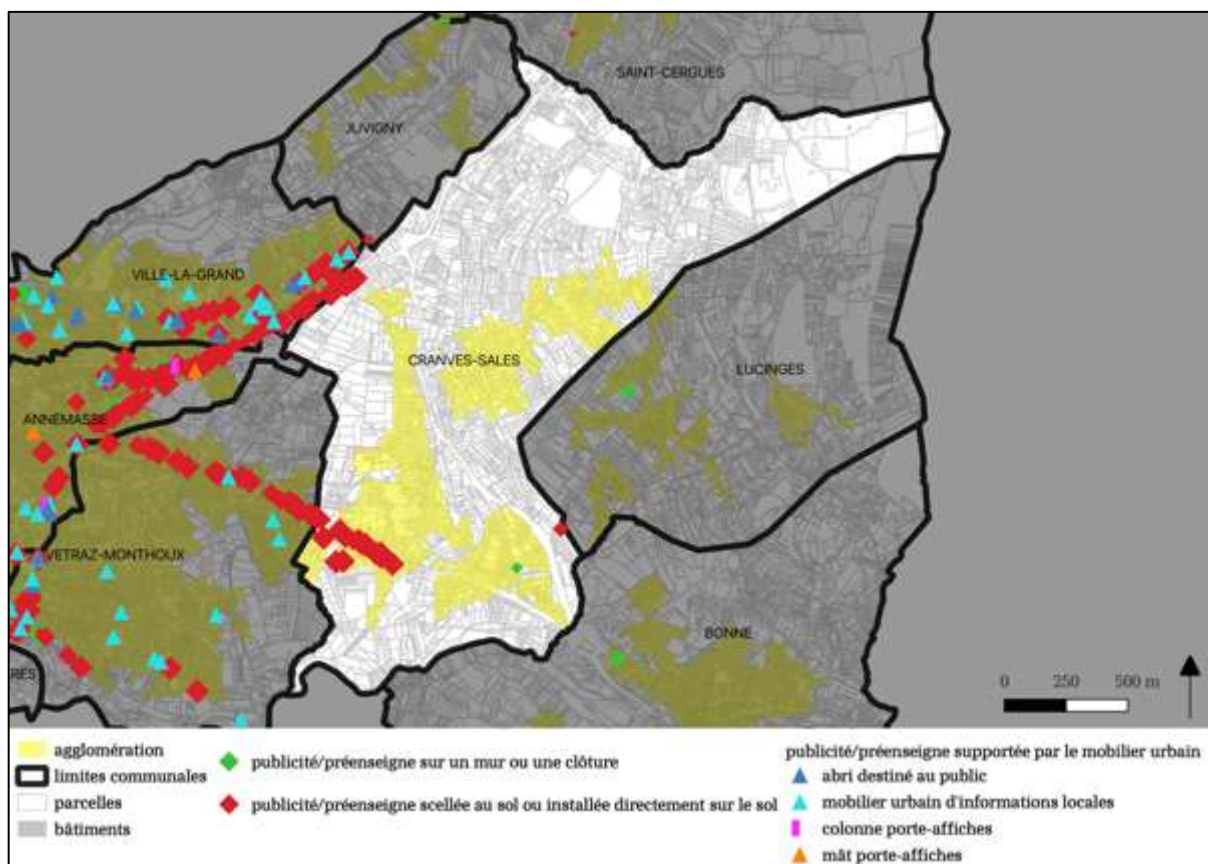 SAINT-CERGUES
JUVIGNY
VILLE-LA-GRAND
CRANVES-SALES
LUCINGES
ANNEMASSE
VETRAZ-MONTHOUX
BONNE
RES
0 250 500 m
agglomération
limites communales
parcelles
bâtiments
publicité/préenseigne sur un mur ou une clôture
publicité/préenseigne scellée au sol ou installée directement sur le sol
publicité/préenseigne supportée par le mobilier urbain
abri destiné au public
mobilier urbain d'informations locales
colonne porte-affiches
mât porte-affiches